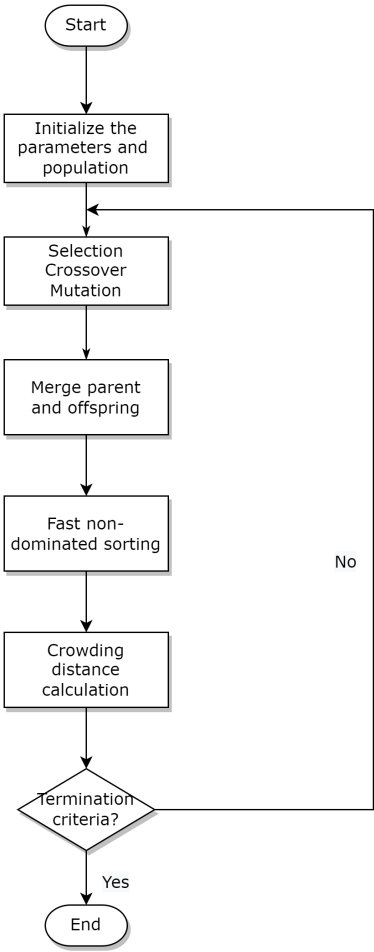 Start
Initialize the
parameters and
population
Selection
Crossover
Mutation
Merge parent
and offspring
Fast non-
dominated sorting
No
Crowding
distance
calculation
Termination
criteria?
Yes
End